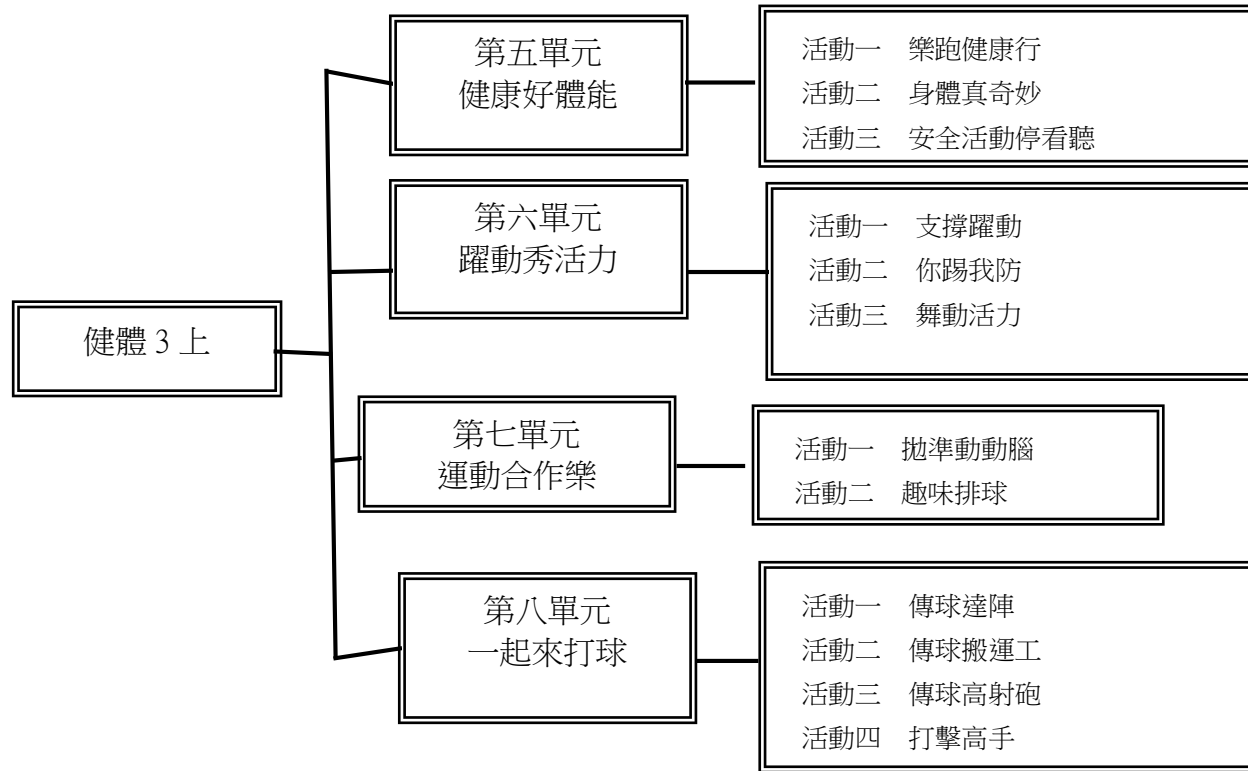 第五單元
健康好體能
活動一 樂跑健康行
活動二 身體真奇妙
活動三 安全活動停看聽
第六單元
躍動秀活力
活動一 支撐躍動
活動二 你踢我防
活動三 舞動活力
健體 3 上
第七單元
運動合作樂
活動一 拋準動動腦
活動二 趣味排球
第八單元
一起來打球
活動一 傳球達陣
活動二 傳球搬運工
活動三 傳球高射砲
活動四 打擊高手